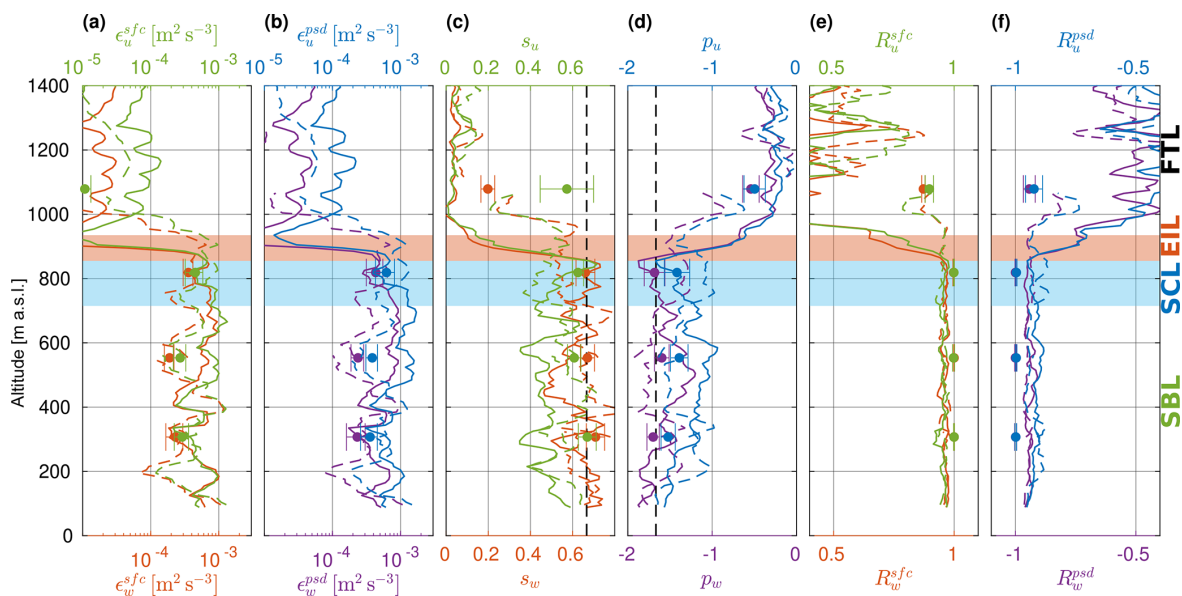 (a) (b) (c) (d) (e) (f)
ϵ_u^{sfc} [m² s⁻³] ϵ_u^{psd} [m² s⁻³] s_u p_u R_u^{sfc} R_u^{psd}
10⁻⁵ 10⁻⁴ 10⁻³ 10⁻⁵ 10⁻⁴ 10⁻³ 0 0.2 0.6 -2 -1 0 0.5 1 -1 -0.5
1400
1200
1000
800
600
400
200
0
Altitude [m a.s.l.]
FTL
EIL
SCL
SBL
10⁻⁴ 10⁻³ 10⁻⁴ 10⁻³ 0 0.2 0.4 0.6 -2 -1 0 0.5 1 -1 -0.5
ϵ_w^{sfc} [m² s⁻³] ϵ_w^{psd} [m² s⁻³] s_w p_w R_w^{sfc} R_w^{psd}